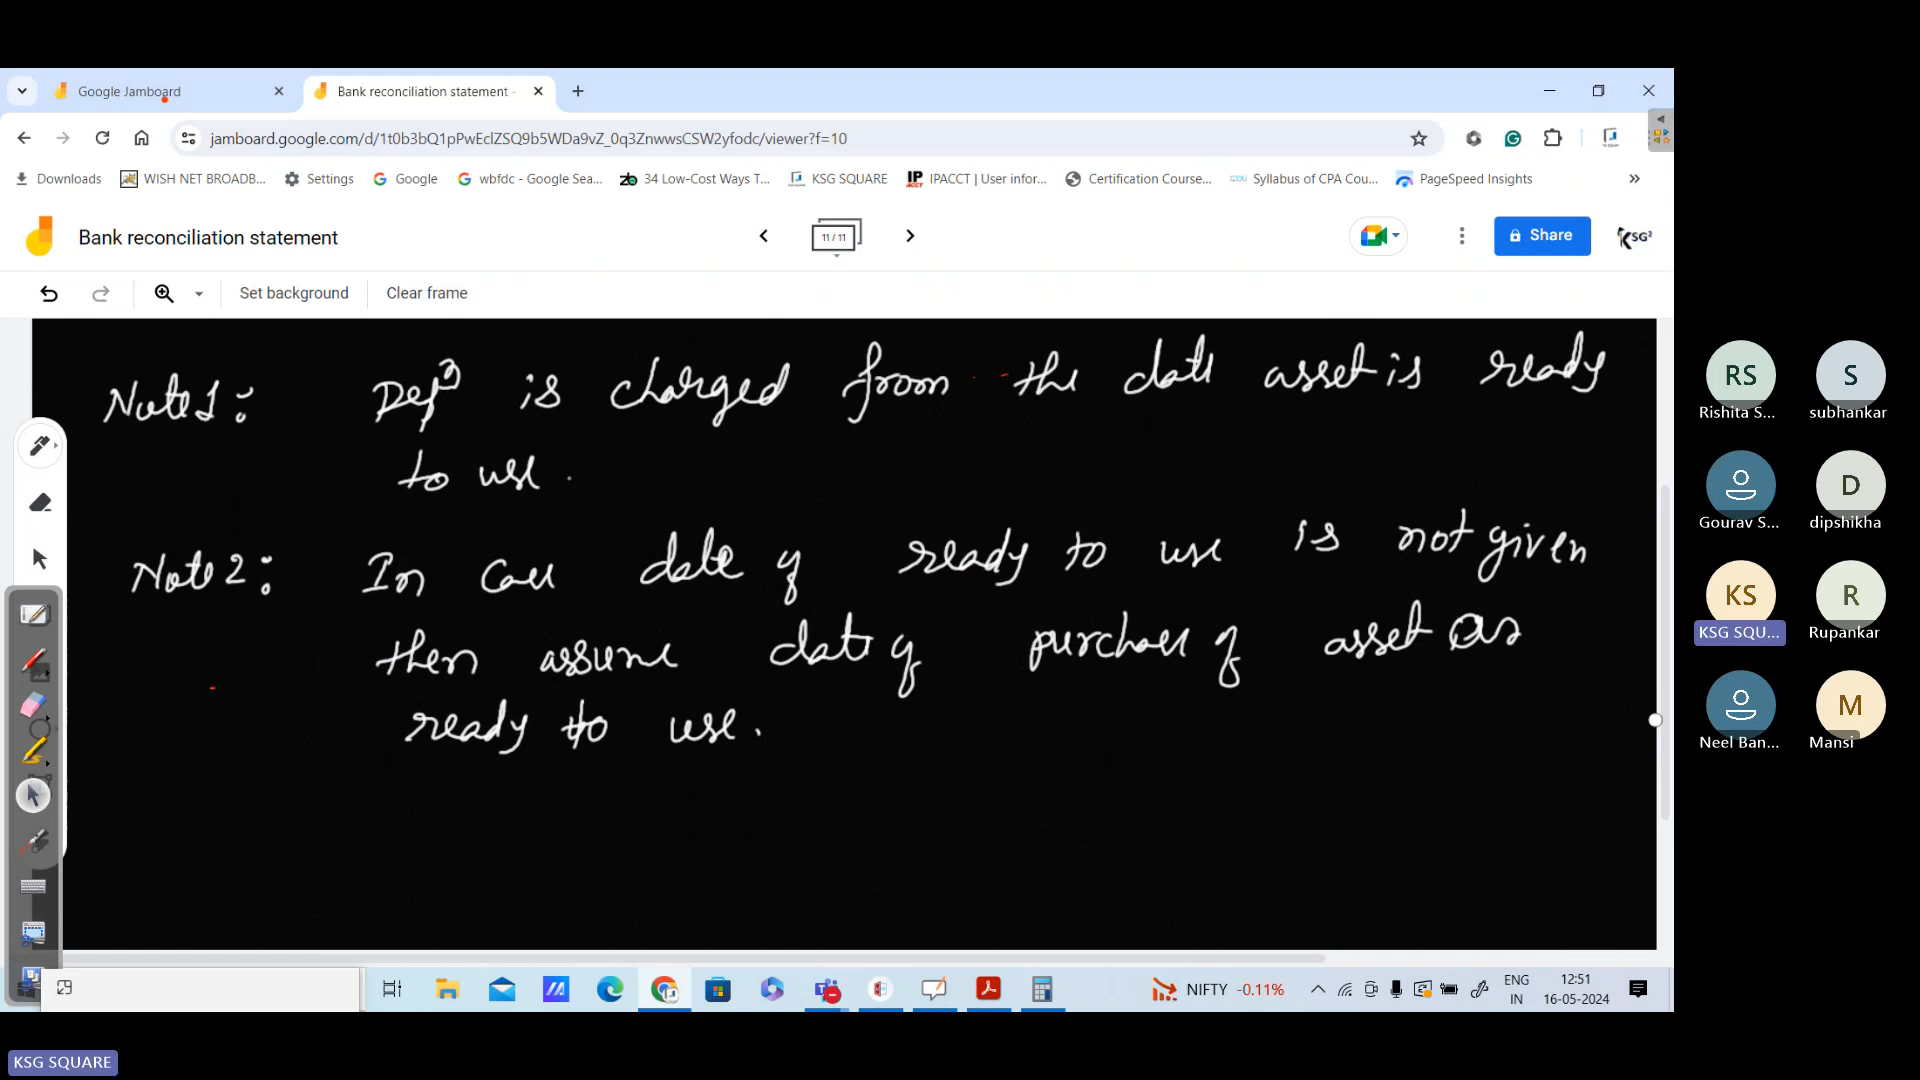 Google Jamboard
Bank reconciliation statement -
jamboard.google.com/d/1t0b3bQ1pPwEclZSQ9b5WDa9vZ_0q3ZnwwsCSW2yfodc/viewer?f=10
Downloads WISH NET BROADB... Settings Google wbfdc - Google Sea... 34 Low-Cost Ways T... KSG SQUARE IPACCT | User infor... Certification Course... Syllabus of CPA Cou... PageSpeed Insights
Bank reconciliation statement
11 / 11
Share
KSG²
Set background Clear frame
Note1: Depⁿ is charged from the date asset is ready
to use.
Note 2: In case date of ready to use is not given
then assume date of purchase of asset as
ready to use.
RS S
Rishita S... subhankar
D
Gourav S... dipshikha
KS R
KSG SQU... Rupankar
M
Neel Ban... Mansi
NIFTY -0.11%
ENG
IN
12:51
16-05-2024
KSG SQUARE